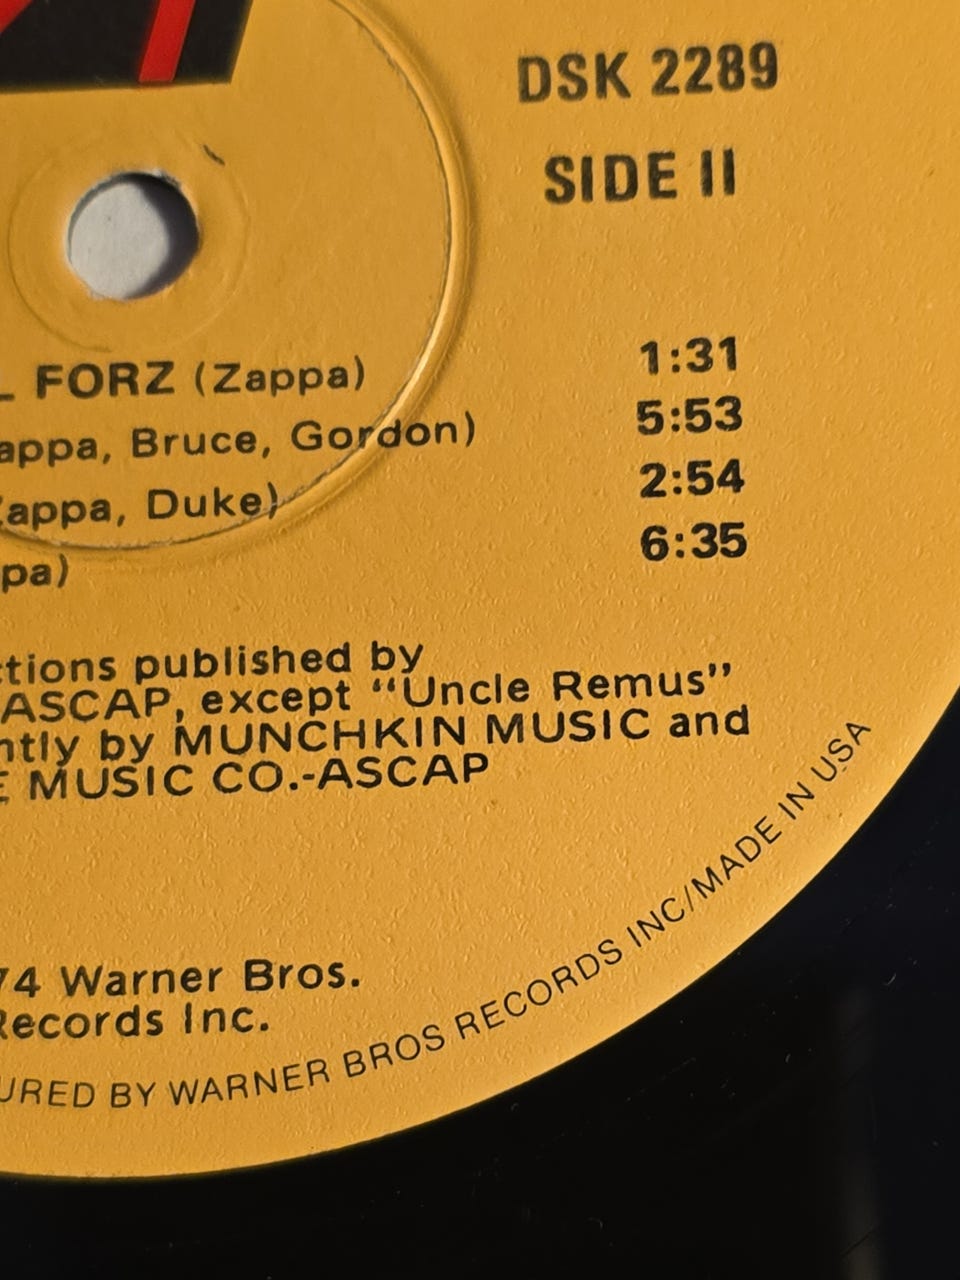 DSK 2289
SIDE II
FORZ (Zappa) 1:31
appa, Bruce, Gordon) 5:53
Zappa, Duke) 2:54
pa) 6:35
ctions published by
ASCAP, except “Uncle Remus”
ntly by MUNCHKIN MUSIC and
E MUSIC CO.-ASCAP
74 Warner Bros.
Records Inc.
URED BY WARNER BROS RECORDS INC/MADE IN U.S.A